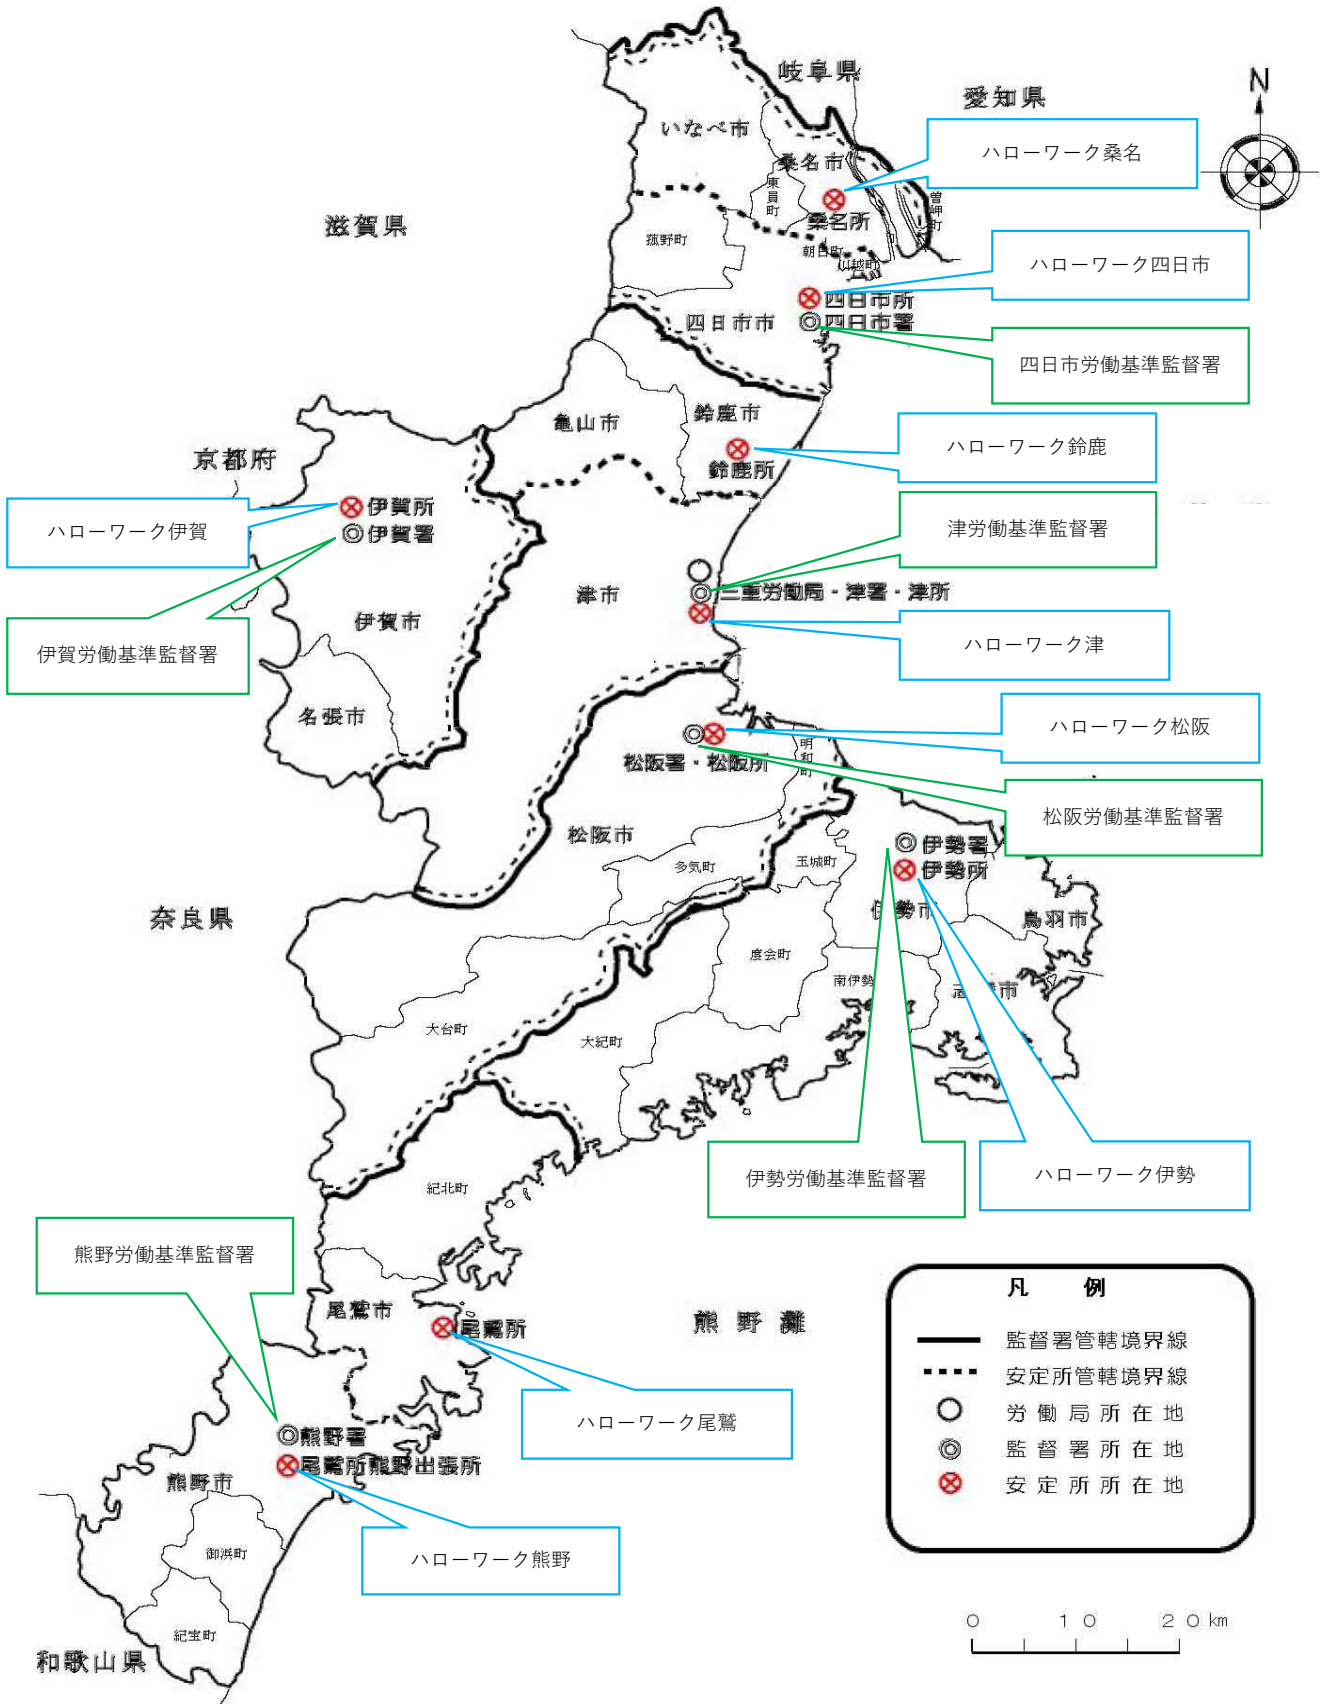 岐阜県
愛知県
N
いなべ市
桑名市
ハローワーク桑名
東員町
桑名所
曽岬町
滋賀県
菰野町
朝日町
川越町
ハローワーク四日市
四日市所
四日市市
四日市署
四日市労働基準監督署
亀山市
鈴鹿市
ハローワーク鈴鹿
鈴鹿所
京都府
伊賀所
ハローワーク伊賀
伊賀署
津労働基準監督署
津市
三重労働局・津署・津所
伊賀市
伊賀労働基準監督署
ハローワーク津
名張市
ハローワーク松阪
明和町
松阪署・松阪所
松阪労働基準監督署
松阪市
伊勢署
多気町
玉城町
伊勢所
伊勢市
奈良県
鳥羽市
度会町
南伊勢
市
大台町
大紀町
伊勢労働基準監督署
ハローワーク伊勢
紀北町
熊野労働基準監督署
尾鷲市
尾鷲所
熊野灘
ハローワーク尾鷲
熊野署
尾鷲所熊野出張所
熊野市
御浜町
ハローワーク熊野
紀宝町
和歌山県
凡 例
監督署管轄境界線
安定所管轄境界線
労働局所在地
監督署所在地
安定所所在地
0 10 20km